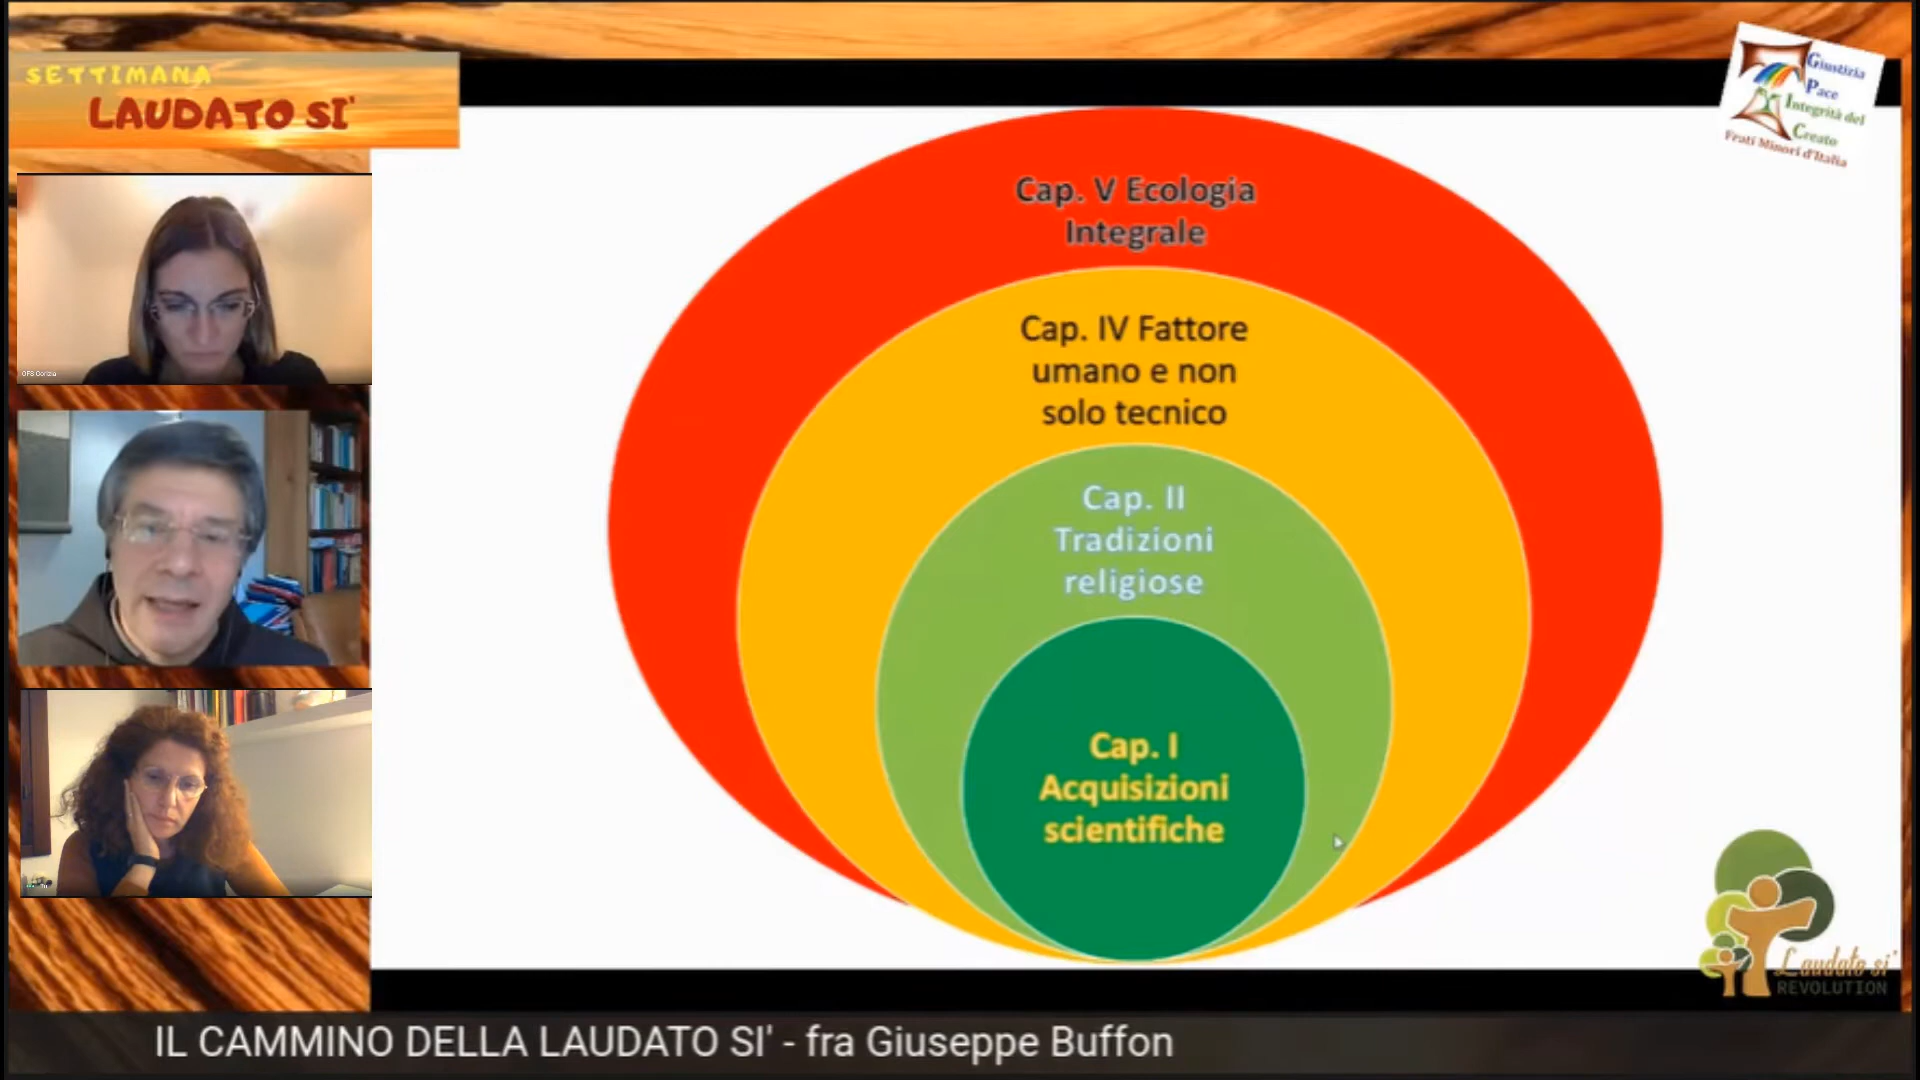 SETTIMANA
LAUDATO SI'
Giustizia
Pace
Integrità del
Creato
Frati Minori d'Italia
OFS Gorizia
Cap. V Ecologia
Integrale
Cap. IV Fattore
umano e non
solo tecnico
Cap. II
Tradizioni
religiose
Cap. I
Acquisizioni
scientifiche
Laudato si'
REVOLUTION
IL CAMMINO DELLA LAUDATO SI' - fra Giuseppe Buffon